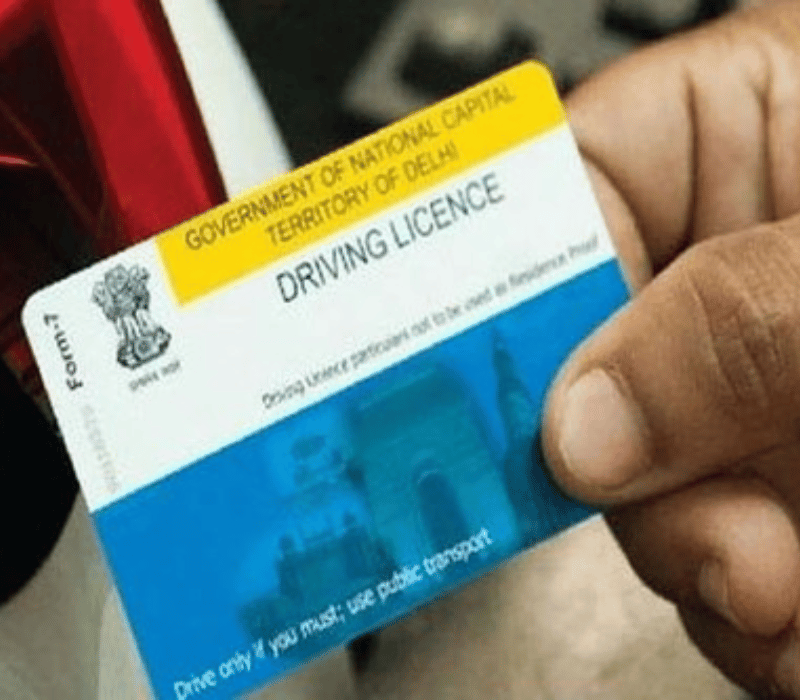 GOVERNMENT OF NATIONAL CAPITAL
TERRITORY OF DELHI
DRIVING LICENCE
Form-7
Driving Licence particulars not to be used as Residence Proof
Drive only if you must; use public transport